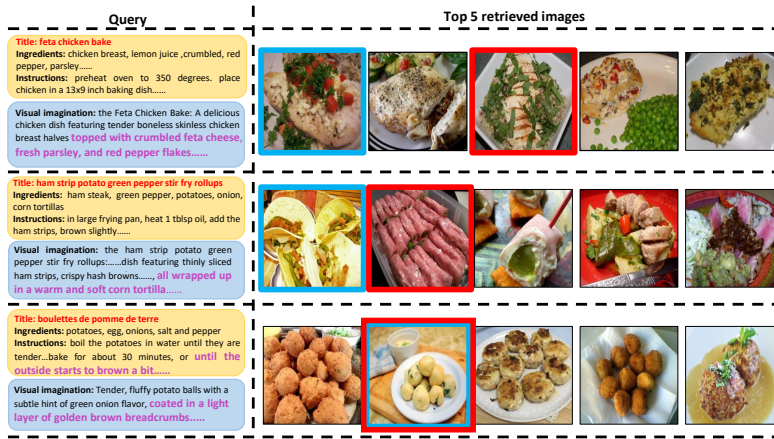 Query
Top 5 retrieved images
Title: feta chicken bake
Ingredients: chicken breast, lemon juice ,crumbled, red
pepper, parsley……
Instructions: preheat oven to 350 degrees. place
chicken in a 13x9 inch baking dish……
Visual imagination: the Feta Chicken Bake: A delicious
chicken dish featuring tender boneless skinless chicken
breast halves topped with crumbled feta cheese,
fresh parsley, and red pepper flakes……
Title: ham strip potato green pepper stir fry rollups
Ingredients: ham steak, green pepper, potatoes, onion,
corn tortillas
Instructions: in large frying pan, heat 1 tblsp oil, add the
ham strips, brown slightly……
Visual imagination: the ham strip potato green
pepper stir fry rollups:……dish featuring thinly sliced
ham strips, crispy hash browns……, all wrapped up
in a warm and soft corn tortilla……
Title: boulettes de pomme de terre
Ingredients: potatoes, egg, onions, salt and pepper
Instructions: boil the potatoes in water until they are
tender…bake for about 30 minutes, or until the
outside starts to brown a bit……
Visual imagination: Tender, fluffy potato balls with a
subtle hint of green onion flavor, coated in a light
layer of golden brown breadcrumbs……